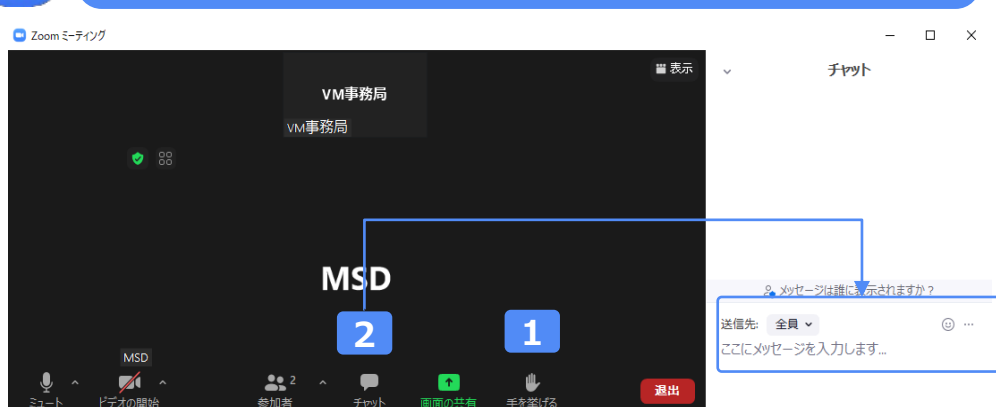 Zoom ミーティング
表示
チャット
VM事務局
VM事務局
MSD
メッセージは誰に表示されますか?
2
1
送信先: 全員
ここにメッセージを入力します...
MSD
2
ミュート
ビデオの開始
参加者
チャット
画面の共有
手を挙げる
退出